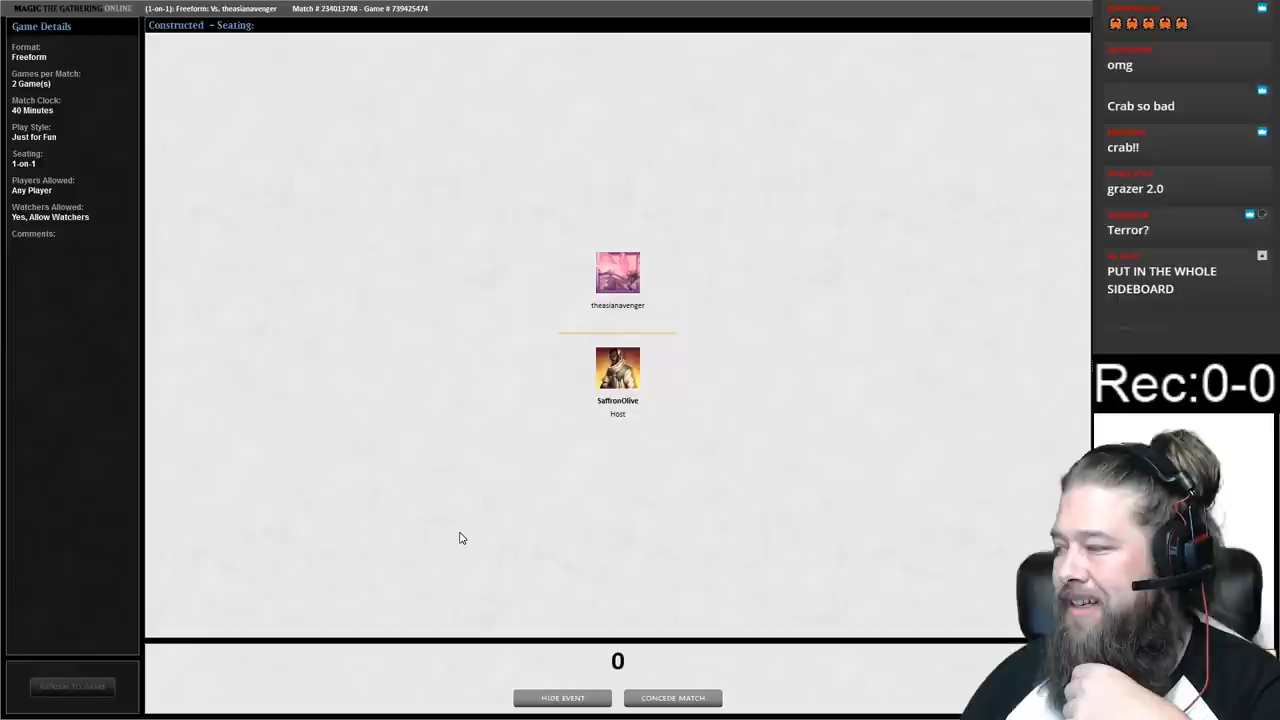 MAGIC THE GATHERING ONLINE
(1-on-1): Freeform: Vs. theasianavenger
Match # 234013748 - Game # 739425474
Game Details
Constructed - Seating:
Format:
Freeform
Games per Match:
2 Game(s)
Match Clock:
40 Minutes
Play Style:
Just for Fun
Seating:
1-on-1
Players Allowed:
Any Player
Watchers Allowed:
Yes, Allow Watchers
Comments:
theasianavenger
SaffronOlive
Host
0
HIDE EVENT
CONCEDE MATCH
RETURN TO GAME
omg
Crab so bad
crab!!
grazer 2.0
Terror?
PUT IN THE WHOLE
SIDEBOARD
Rec:0-0